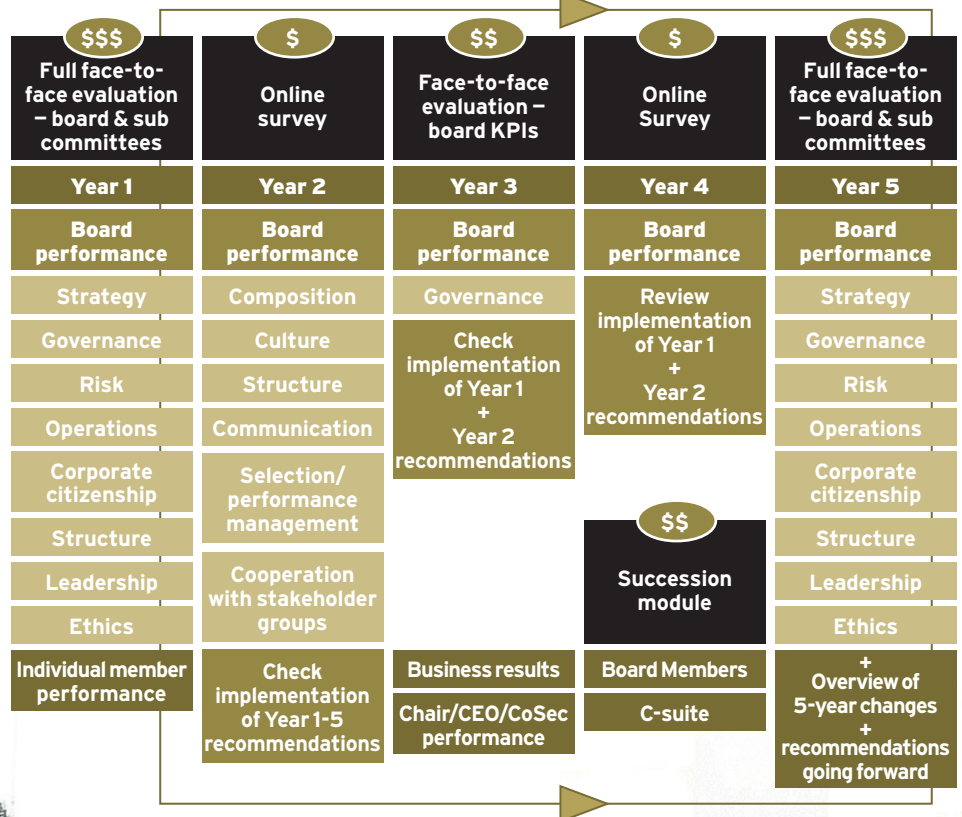 $$$
Full face-to-
face evaluation
– board & sub
committees
Year 1
Board
performance
Strategy
Governance
Risk
Operations
Corporate
citizenship
Structure
Leadership
Ethics
Individual member
performance
$
Online
survey
Year 2
Board
performance
Composition
Culture
Structure
Communication
Selection/
performance
management
Cooperation
with stakeholder
groups
Check
implementation
of Year 1-5
recommendations
$$
Face-to-face
evaluation –
board KPIs
Year 3
Board
performance
Governance
Check
implementation
of Year 1
+
Year 2
recommendations
Business results
Chair/CEO/CoSec
performance
$
Online
Survey
Year 4
Board
performance
Review
implementation
of Year 1
+
Year 2
recommendations
$$
Succession
module
Board Members
C-suite
$$$
Full face-to-
face evaluation
– board & sub
committees
Year 5
Board
performance
Strategy
Governance
Risk
Operations
Corporate
citizenship
Structure
Leadership
Ethics
+
Overview of
5-year changes
+
recommendations
going forward